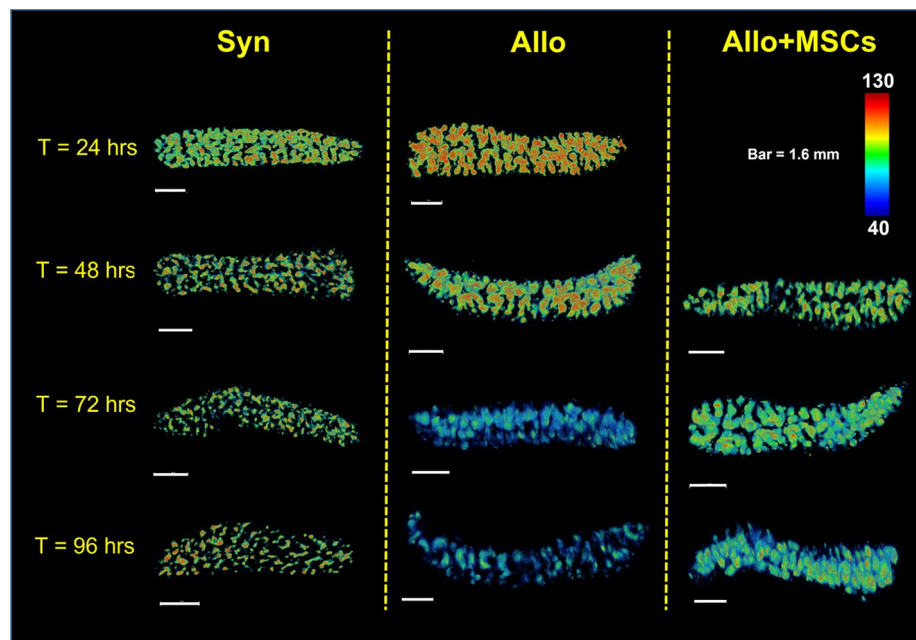 Syn
Allo
Allo+MSCs
130
T = 24 hrs
Bar = 1.6 mm
40
T = 48 hrs
T = 72 hrs
T = 96 hrs